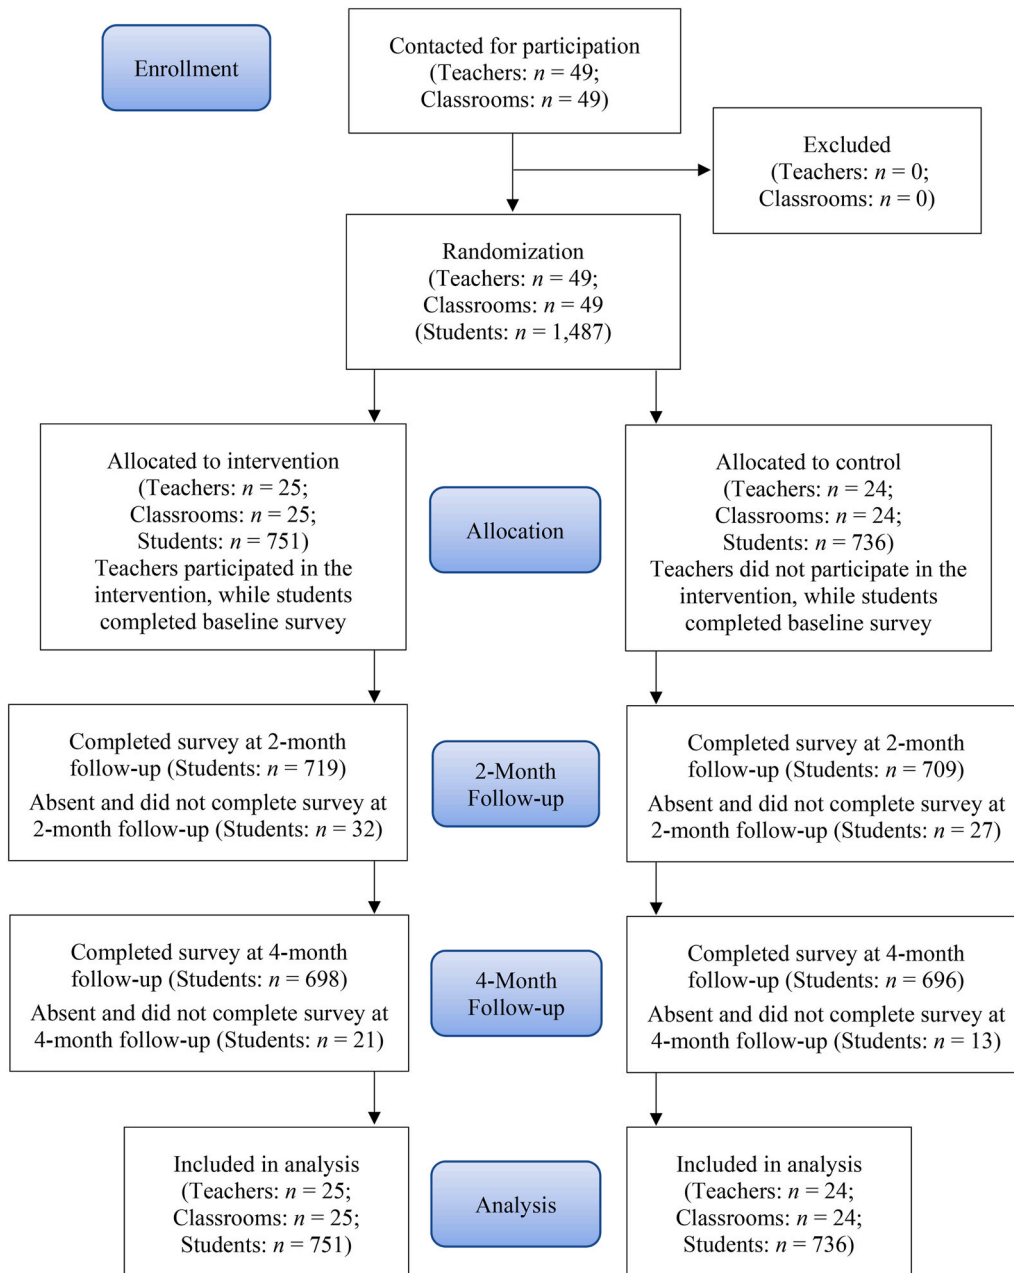 Enrollment
Contacted for participation
(Teachers: n = 49;
Classrooms: n = 49)
Excluded
(Teachers: n = 0;
Classrooms: n = 0)
Randomization
(Teachers: n = 49;
Classrooms: n = 49
(Students: n = 1,487)
Allocated to intervention
(Teachers: n = 25;
Classrooms: n = 25;
Students: n = 751)
Teachers participated in the
intervention, while students
completed baseline survey
Allocation
Allocated to control
(Teachers: n = 24;
Classrooms: n = 24;
Students: n = 736)
Teachers did not participate in the
intervention, while students
completed baseline survey
Completed survey at 2-month
follow-up (Students: n = 719)
Absent and did not complete survey at
2-month follow-up (Students: n = 32)
2-Month
Follow-up
Completed survey at 2-month
follow-up (Students: n = 709)
Absent and did not complete survey at
2-month follow-up (Students: n = 27)
Completed survey at 4-month
follow-up (Students: n = 698)
Absent and did not complete survey at
4-month follow-up (Students: n = 21)
4-Month
Follow-up
Completed survey at 4-month
follow-up (Students: n = 696)
Absent and did not complete survey at
4-month follow-up (Students: n = 13)
Included in analysis
(Teachers: n = 25;
Classrooms: n = 25;
Students: n = 751)
Analysis
Included in analysis
(Teachers: n = 24;
Classrooms: n = 24;
Students: n = 736)